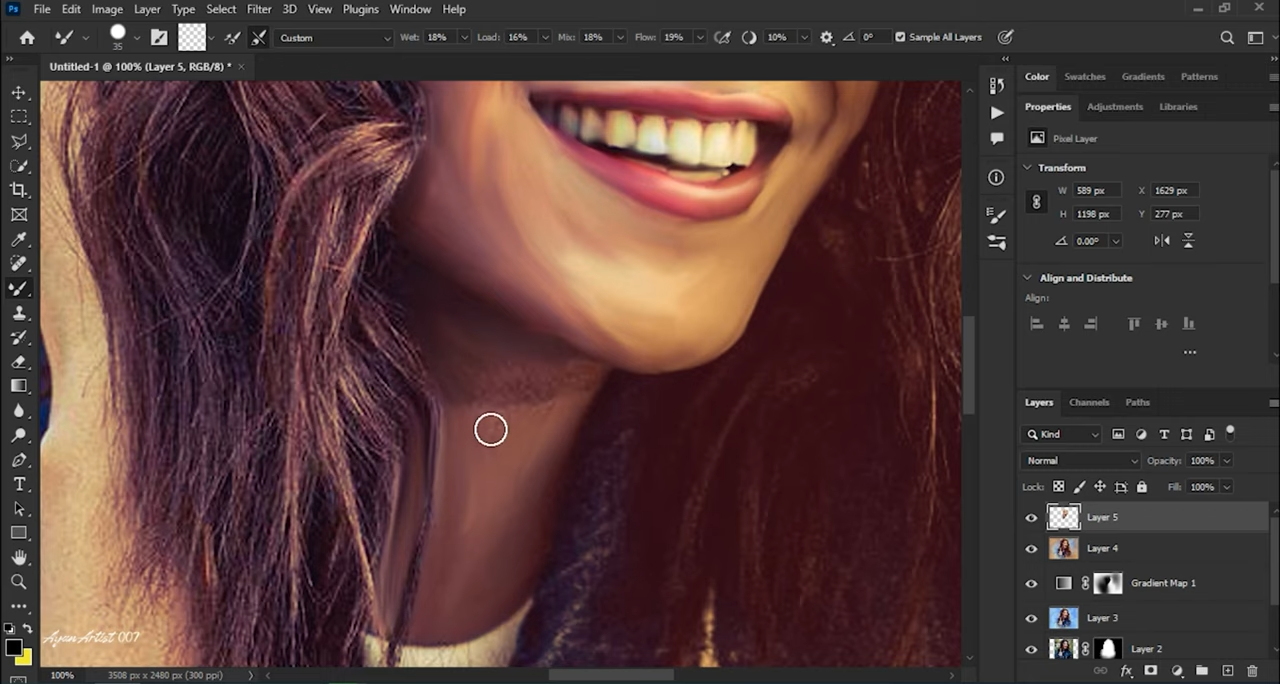 Ps File Edit Image Layer Type Select Filter 3D View Plugins Window Help
35 Custom Wet: 18% Load: 16% Mix: 18% Flow: 19% 10% 0° Sample All Layers
Untitled-1 @ 100% (Layer 5, RGB/8) *
Color Swatches Gradients Patterns
Properties Adjustments Libraries
Pixel Layer
Transform
W 589 px X 1629 px
H 1198 px Y 277 px
0.00°
Align and Distribute
Align:
Layers Channels Paths
Kind
Normal Opacity: 100%
Lock: Fill: 100%
Layer 5
Layer 4
Gradient Map 1
Layer 3
Layer 2
Ayan Artist 007
100% 3508 px x 2480 px (300 ppi)